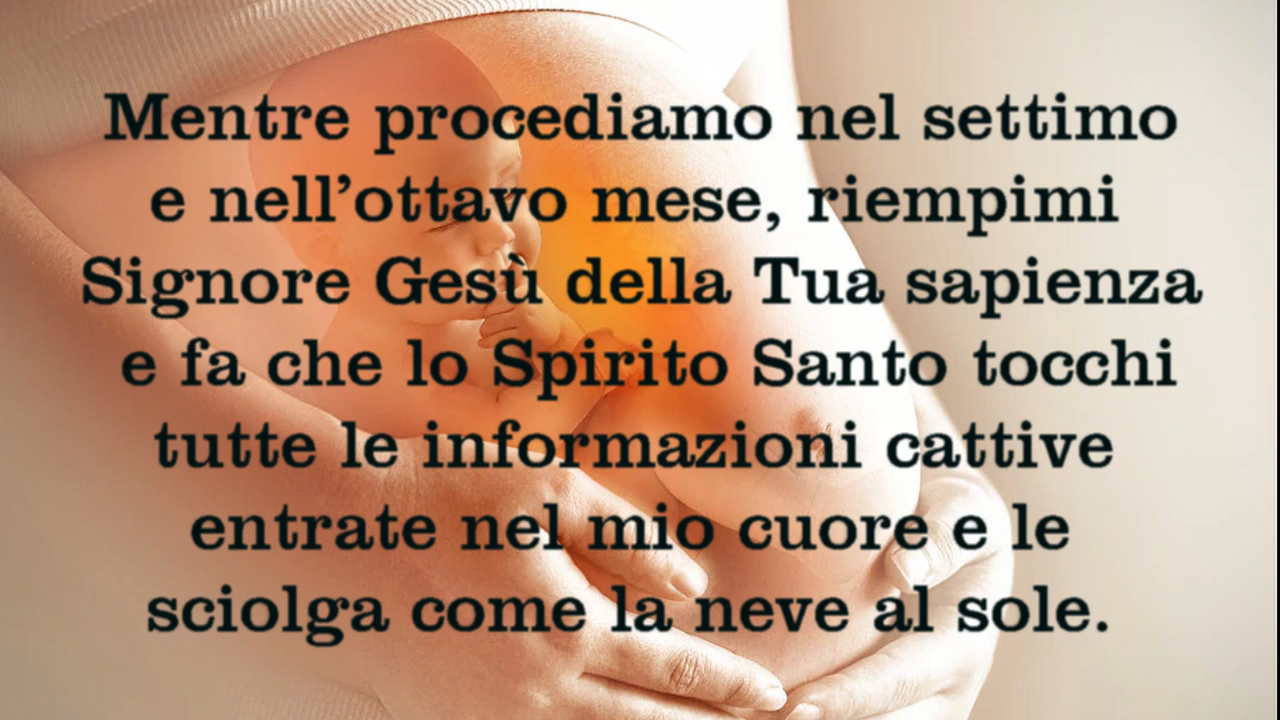 Mentre procediamo nel settimo
e nell’ottavo mese, riempimi
Signore Gesù della Tua sapienza
e fa che lo Spirito Santo tocchi
tutte le informazioni cattive
entrate nel mio cuore e le
sciolga come la neve al sole.